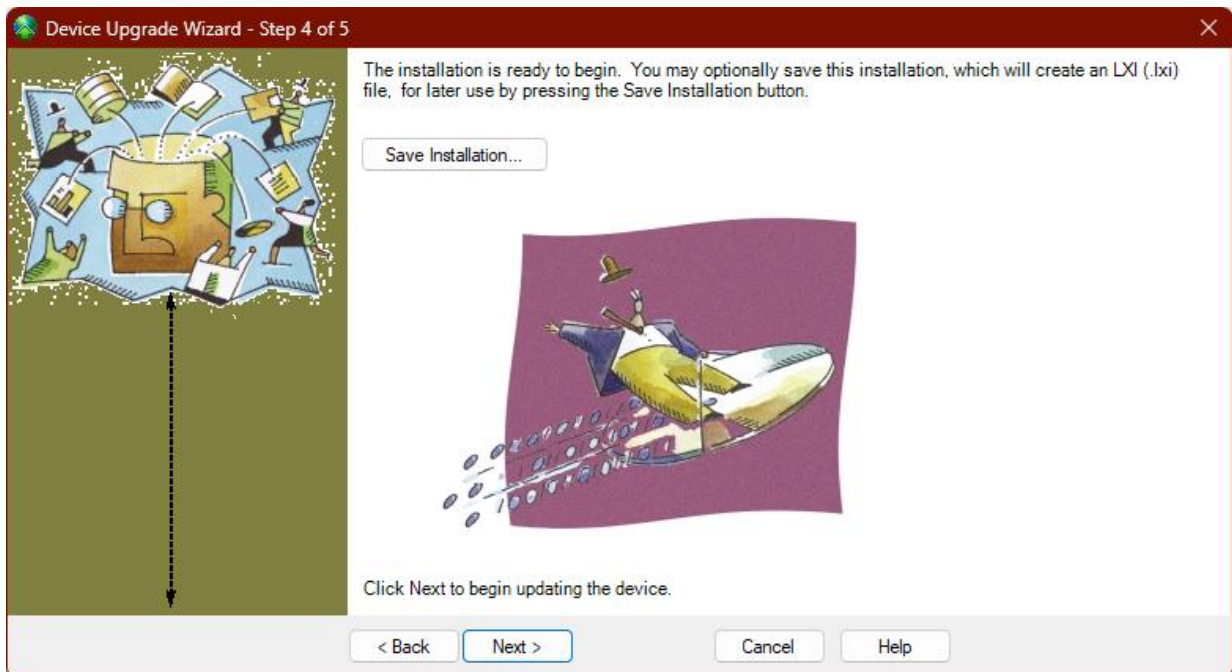 Device Upgrade Wizard - Step 4 of 5
The installation is ready to begin.  You may optionally save this installation, which will create an LXI (.lxi)
file,  for later use by pressing the Save Installation button.
Save Installation...
Click Next to begin updating the device.
< Back
Next >
Cancel
Help